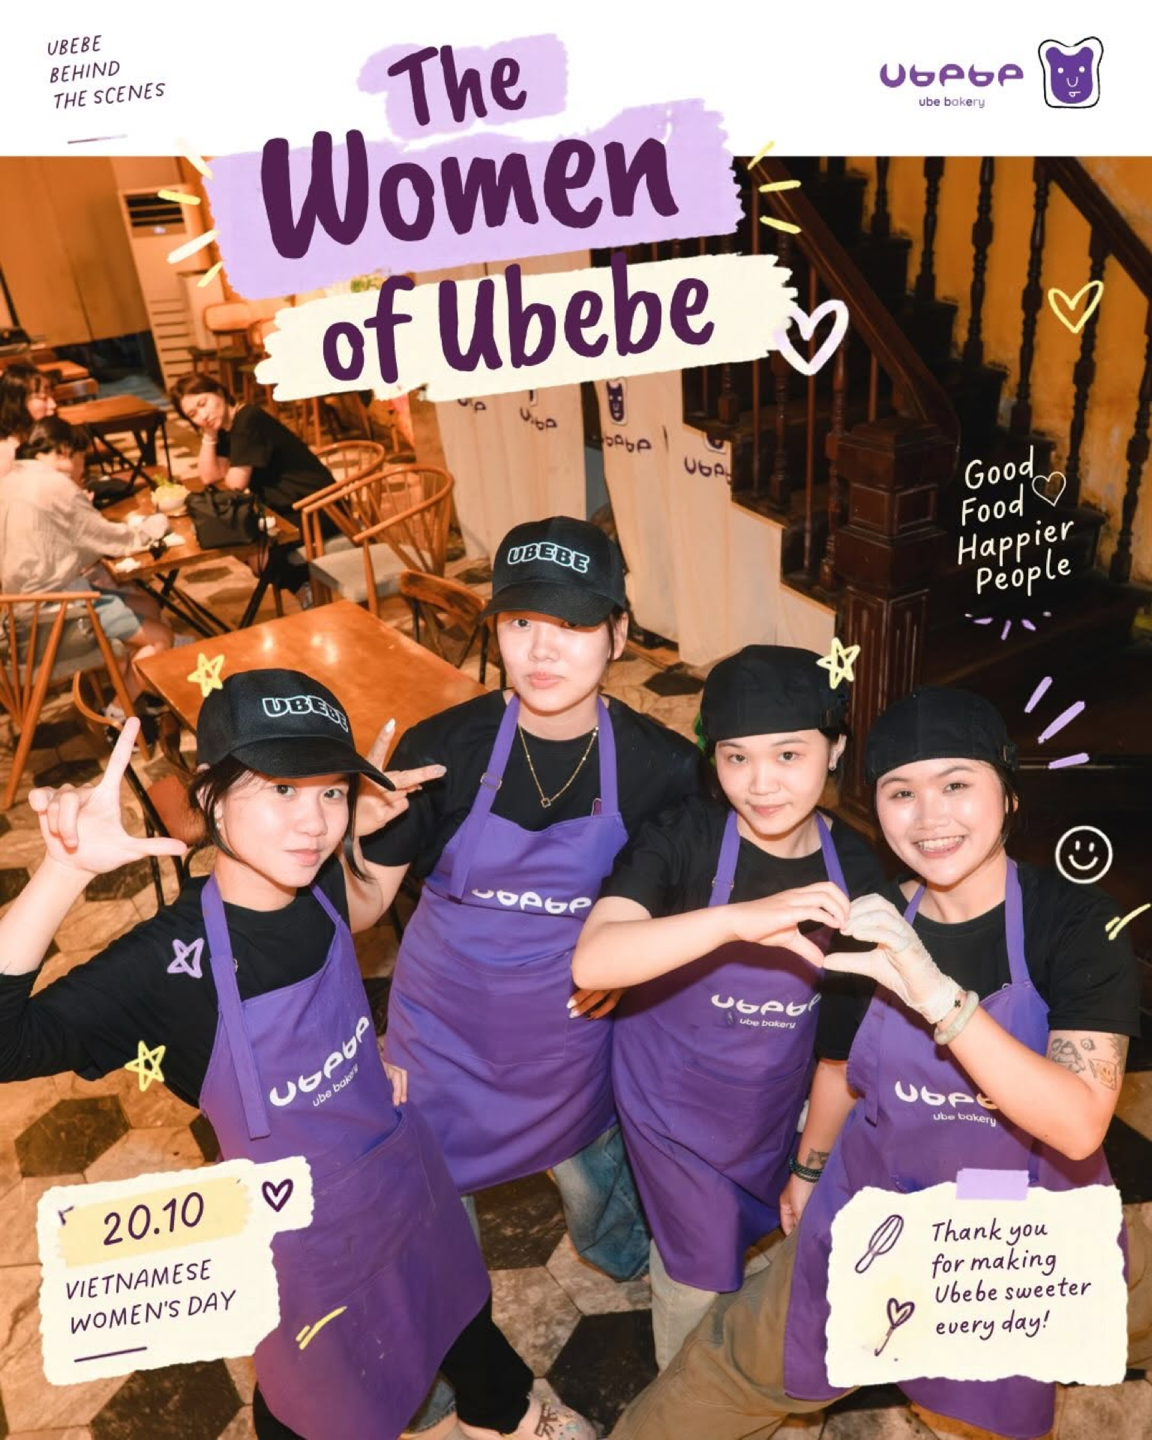 UBEBE
BEHIND
THE SCENES
The
Women
of Ubebe
ubebe
ube bakery
Good
Food
Happier
People
UBEBE
UBEBE
ubebe
ubebe
ube bakery
ubebe
ube bakery
ubebe
ube bakery
20.10
VIETNAMESE
WOMEN'S DAY
Thank you
for making
Ubebe sweeter
every day!